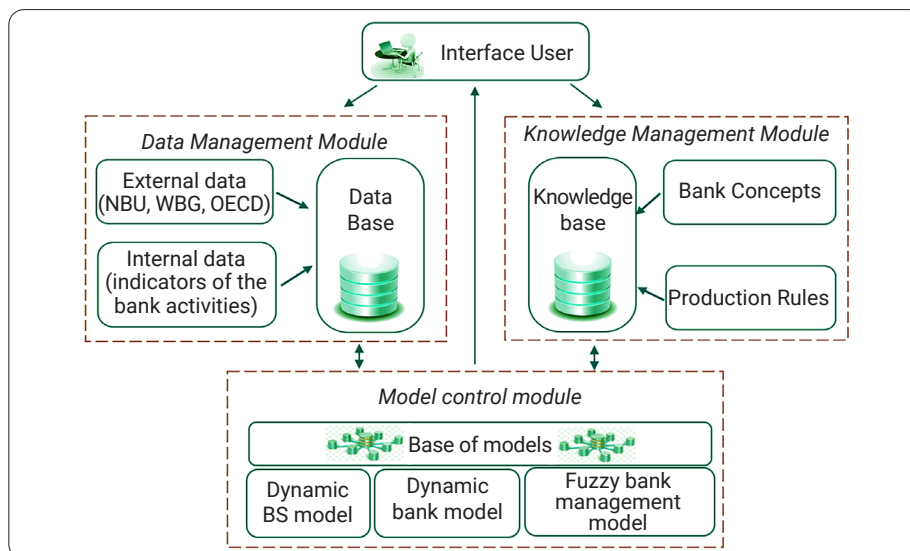 Interface User
Data Management Module
External data
(NBU, WBG, OECD)
Internal data
(indicators of the
bank activities)
Data
Base
Knowledge Management Module
Knowledge
base
Bank Concepts
Production Rules
Model control module
Base of models
Dynamic
BS model
Dynamic
bank model
Fuzzy bank
management
model